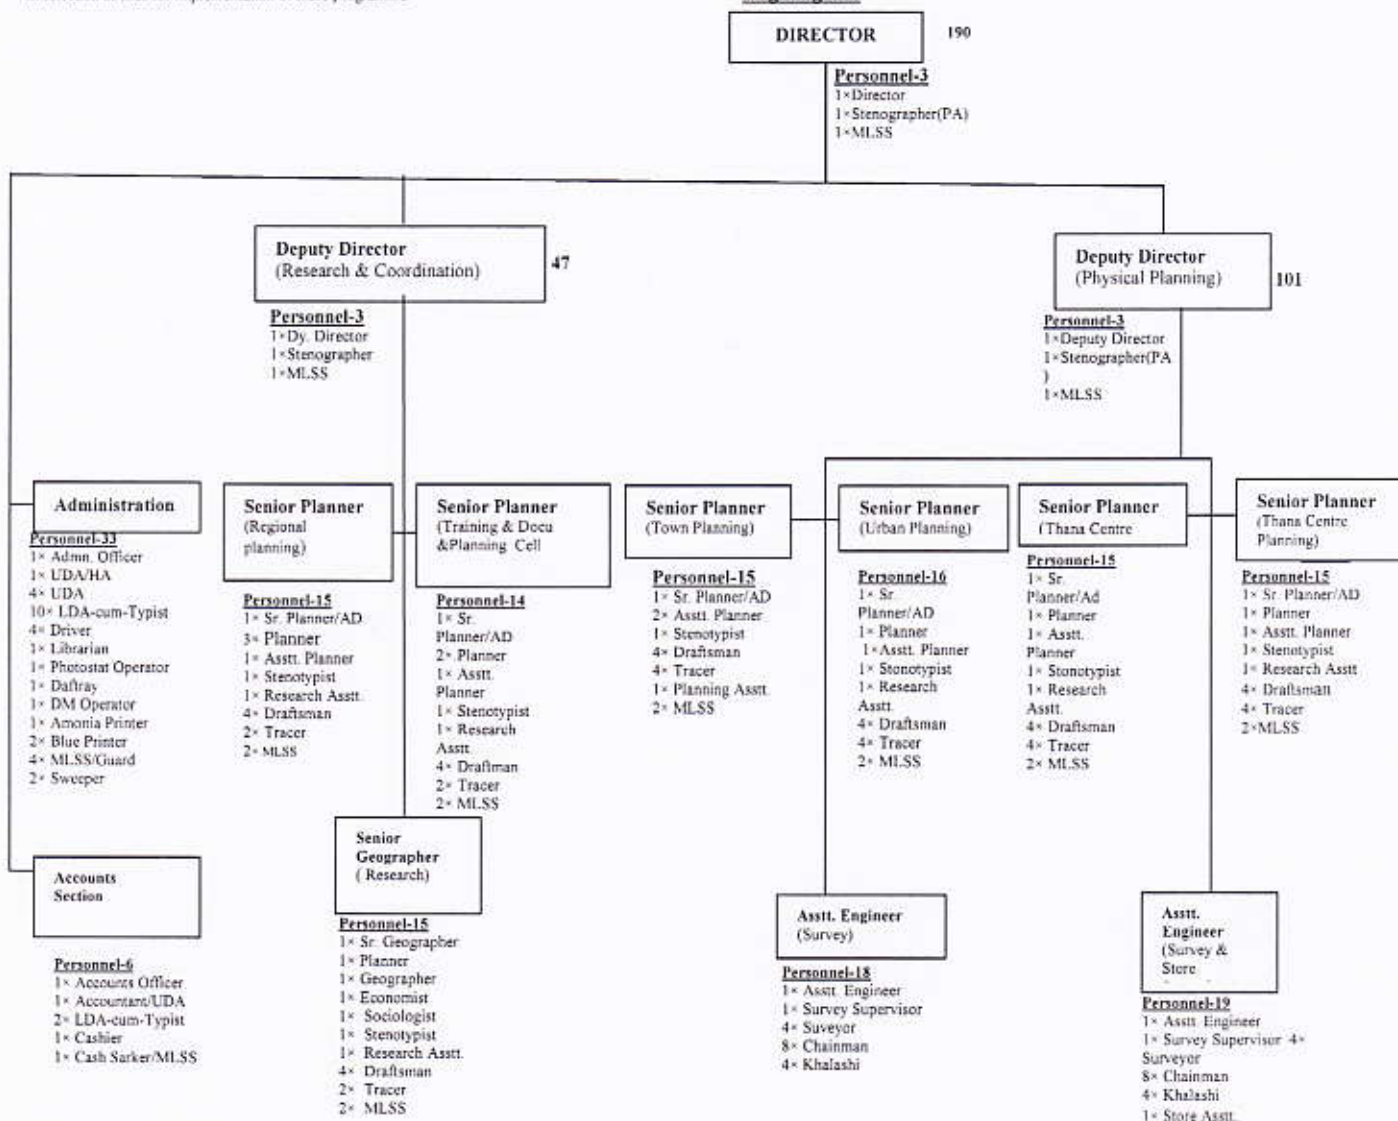 DIRECTOR
190
Personnel-3
1×Director
1×Stenographer(PA)
1×MLSS
Deputy Director
(Research & Coordination)
47
Personnel-3
1×Dy. Director
1×Stenographer
1×MLSS
Deputy Director
(Physical Planning)
101
Personnel-3
1×Deputy Director
1×Stenographer(PA
)
1×MLSS
Administration
Personnel-33
1× Admn. Officer
1× UDA/HA
4× UDA
10× LDA-cum-Typist
4× Driver
1× Librarian
1× Photostat Operator
1× Daftray
1× DM Operator
1× Amonia Printer
2× Blue Printer
4× MLSS/Guard
2× Sweeper
Senior Planner
(Regional
planning)
Personnel-15
1× Sr. Planner/AD
3× Planner
1× Asstt. Planner
1× Stenotypist
1× Research Asstt.
4× Draftsman
2× Tracer
2× MLSS
Senior Planner
(Training & Docu
&Planning Cell
Personnel-14
1× Sr.
Planner/AD
2× Planner
1× Asstt.
Planner
1× Stenotypist
1× Research
Asstt
4× Draftman
2× Tracer
2× MLSS
Senior Planner
(Town Planning)
Personnel-15
1× Sr. Planner/AD
2× Asstt. Planner
1× Stenotypist
4× Draftsman
4× Tracer
1× Planning Asstt.
2× MLSS
Senior Planner
(Urban Planning)
Personnel-16
1× Sr
Planner/AD
1× Planner
1×Asstt. Planner
1× Stonotypist
1× Research
Asstt.
4× Draftsman
4× Tracer
2× MLSS
Senior Planner
(Thana Centre
Personnel-15
1× Sr.
Planner/Ad
1× Planner
1× Asstt.
Planner
1× Stonotypist
1× Research
Asstt.
4× Draftsman
4× Tracer
2× MLSS
Senior Planner
(Thana Centre
Planning)
Personnel-15
1× Sr. Planner/AD
1× Planner
1× Asstt. Planner
1× Stenotypist
1× Research Asstt
4× Draftsman
4× Tracer
2×MLSS
Accounts
Section
Personnel-6
1× Accounts Officer
1× Accountant/UDA
2× LDA-cum-Typist
1× Cashier
1× Cash Sarker/MLSS
Senior
Geographer
( Research)
Personnel-15
1× Sr. Geographer
1× Planner
1× Geographer
1× Economist
1× Sociologist
1× Stenotypist
1× Research Asstt.
4× Draftsman
2× Tracer
2× MLSS
Asstt. Engineer
(Survey)
Personnel-18
1× Asstt. Engineer
1× Survey Supervisor
4× Suveyor
8× Chainman
4× Khalashi
Asstt.
Engineer
(Survey &
Store
Personnel-19
1× Asstt. Engineer
1× Survey Supervisor 4×
Surveyor
8× Chainman
4× Khalashi
1× Store Asstt.